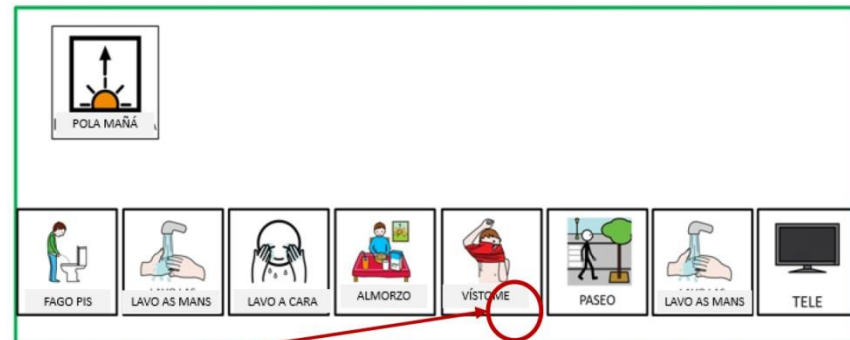 POLA MAÑÁ
FAGO PIS
LAVO AS MANS
LAVO A CARA
ALMORZO
VÍSTOME
PASEO
LAVO AS MANS
TELE